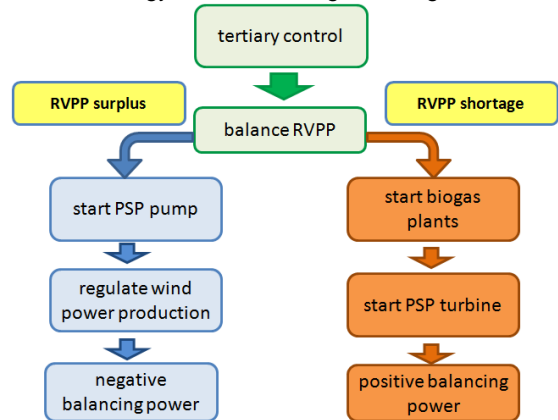 tertiary control
RVPP surplus
RVPP shortage
balance RVPP
start PSP pump
start biogas
plants
regulate wind
power production
start PSP turbine
negative
balancing power
positive balancing
power